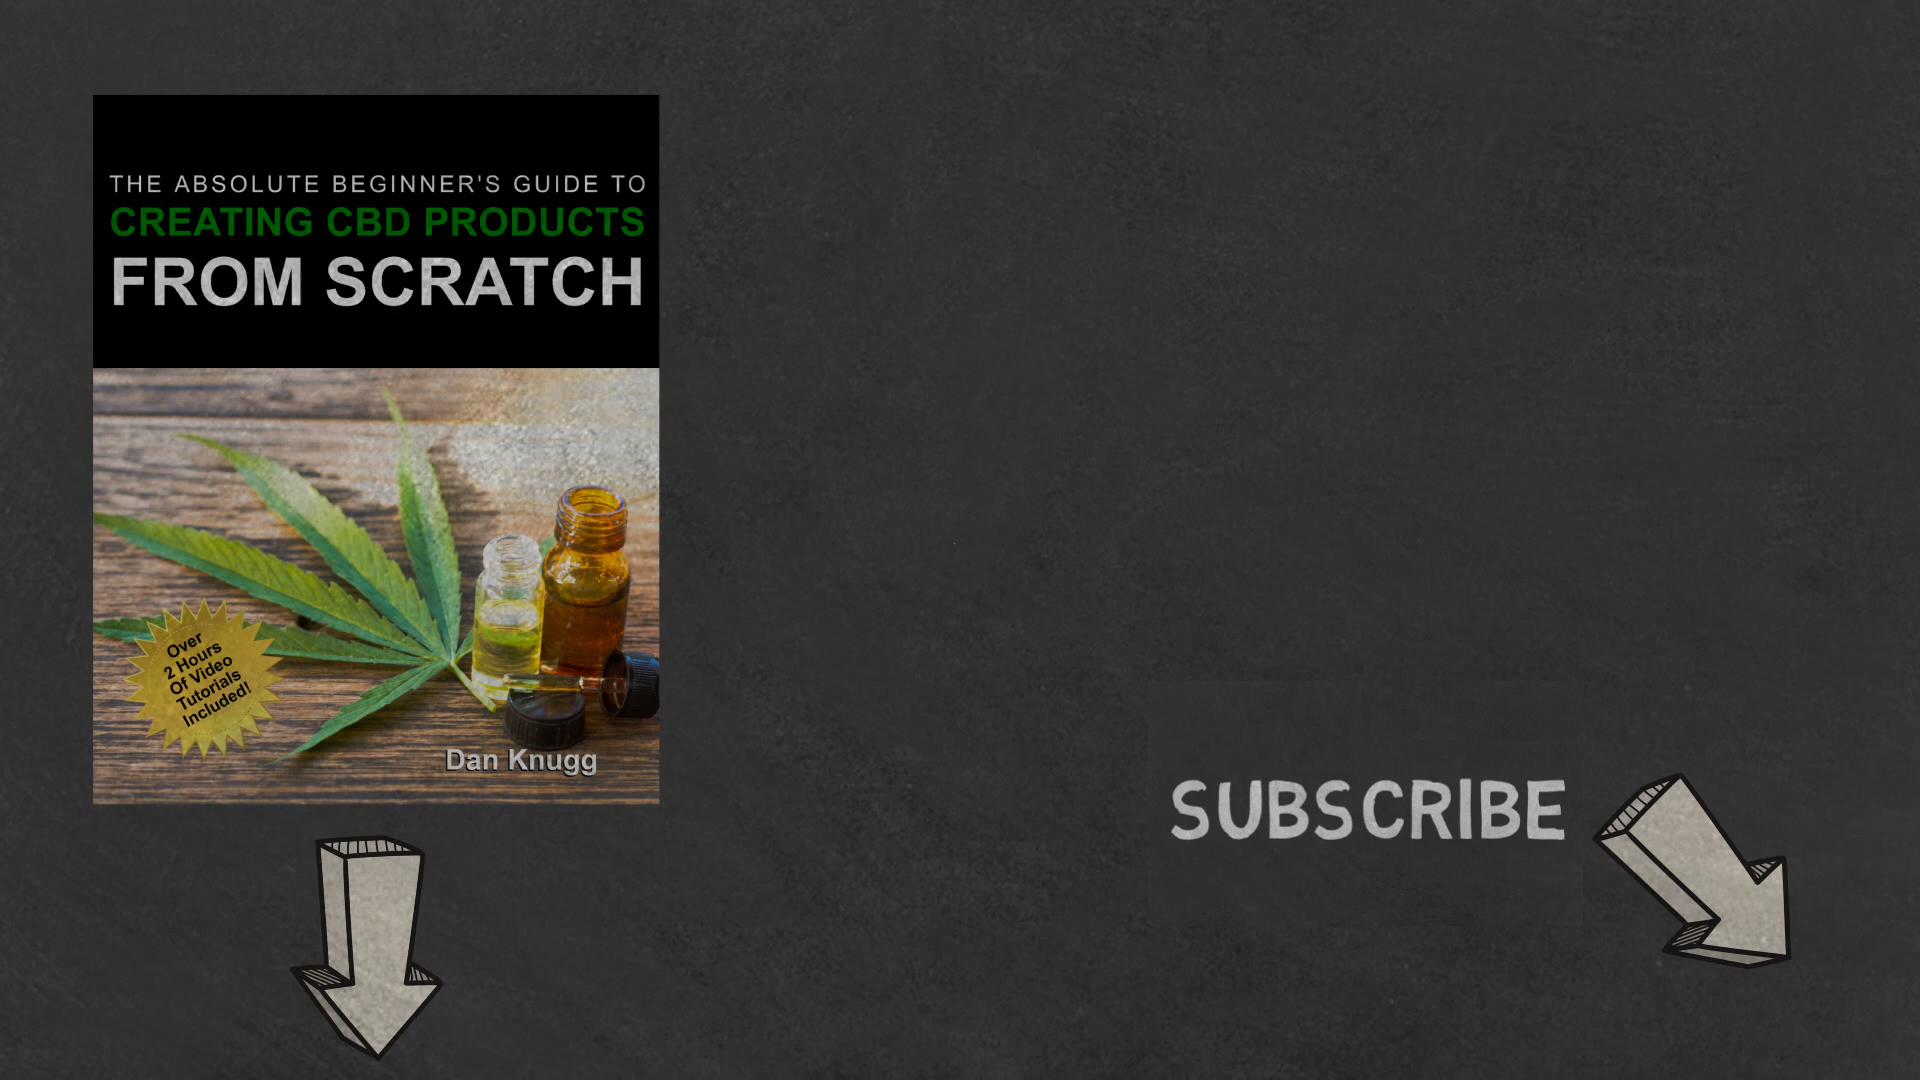 THE ABSOLUTE BEGINNER'S GUIDE TO
CREATING CBD PRODUCTS
FROM SCRATCH
Over
2 Hours
Of Video
Tutorials
Included!
Dan Knugg
SUBSCRIBE